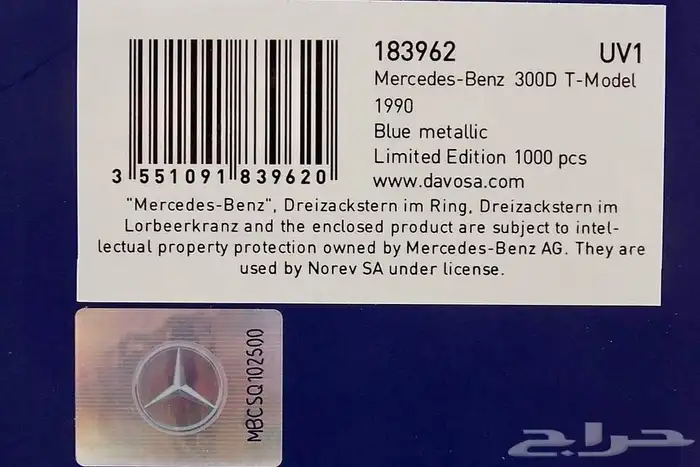 183962 UV1
Mercedes-Benz 300D T-Model
1990
Blue metallic
Limited Edition 1000 pcs
www.davosa.com
3 551091 839620
"Mercedes-Benz", Dreizackstern im Ring, Dreizackstern im
Lorbeerkranz and the enclosed product are subject to intel-
lectual property protection owned by Mercedes-Benz AG. They are
used by Norev SA under license.
MBCSQ102500
حراج